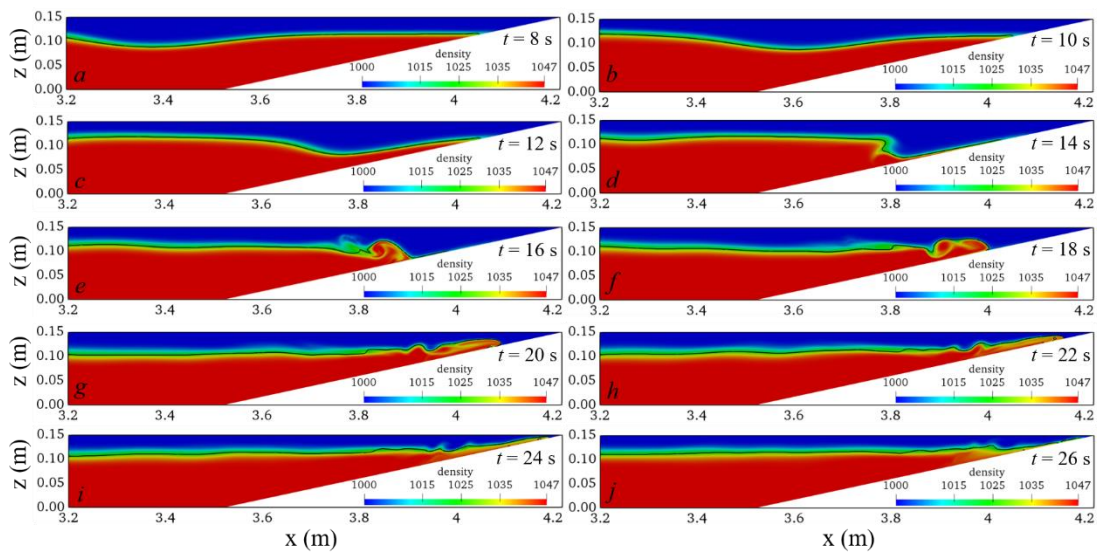 z (m)
0.15
0.10
0.05
0.00
a
t = 8 s
density
1000 1015 1025 1035 1047
3.2 3.4 3.6 3.8 4 4.2
0.15
0.10
0.05
0.00
b
t = 10 s
density
1000 1015 1025 1035 1047
3.2 3.4 3.6 3.8 4 4.2
z (m)
0.15
0.10
0.05
0.00
c
t = 12 s
density
1000 1015 1025 1035 1047
3.2 3.4 3.6 3.8 4 4.2
0.15
0.10
0.05
0.00
d
t = 14 s
density
1000 1015 1025 1035 1047
3.2 3.4 3.6 3.8 4 4.2
z (m)
0.15
0.10
0.05
0.00
e
t = 16 s
density
1000 1015 1025 1035 1047
3.2 3.4 3.6 3.8 4 4.2
0.15
0.10
0.05
0.00
f
t = 18 s
density
1000 1015 1025 1035 1047
3.2 3.4 3.6 3.8 4 4.2
z (m)
0.15
0.10
0.05
0.00
g
t = 20 s
density
1000 1015 1025 1035 1047
3.2 3.4 3.6 3.8 4 4.2
0.15
0.10
0.05
0.00
h
t = 22 s
density
1000 1015 1025 1035 1047
3.2 3.4 3.6 3.8 4 4.2
z (m)
0.15
0.10
0.05
0.00
i
t = 24 s
density
1000 1015 1025 1035 1047
3.2 3.4 3.6 3.8 4 4.2
x (m)
0.15
0.10
0.05
0.00
j
t = 26 s
density
1000 1015 1025 1035 1047
3.2 3.4 3.6 3.8 4 4.2
x (m)